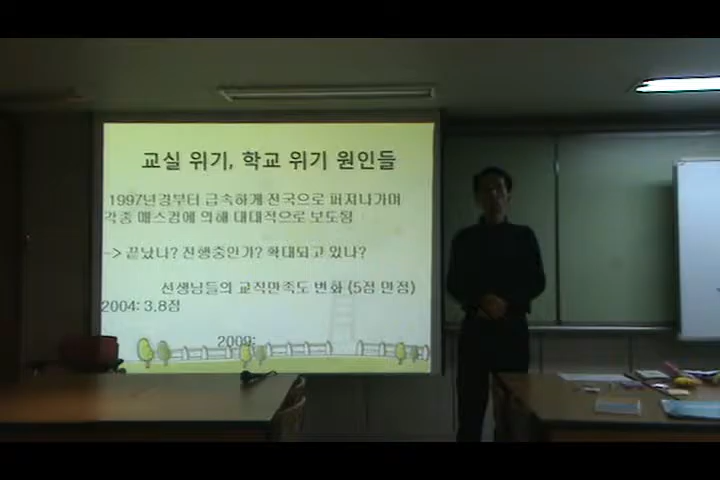 교실 위기, 학교 위기 원인들
1997년경부터 급속하게 전국으로 퍼져나가며
각종 매스컴에 의해 대대적으로 보도됨
-> 끝났나? 진행중인가? 확대되고 있나?
선생님들의 교직만족도 변화 (5점 만점)
2004: 3.8점
2009: